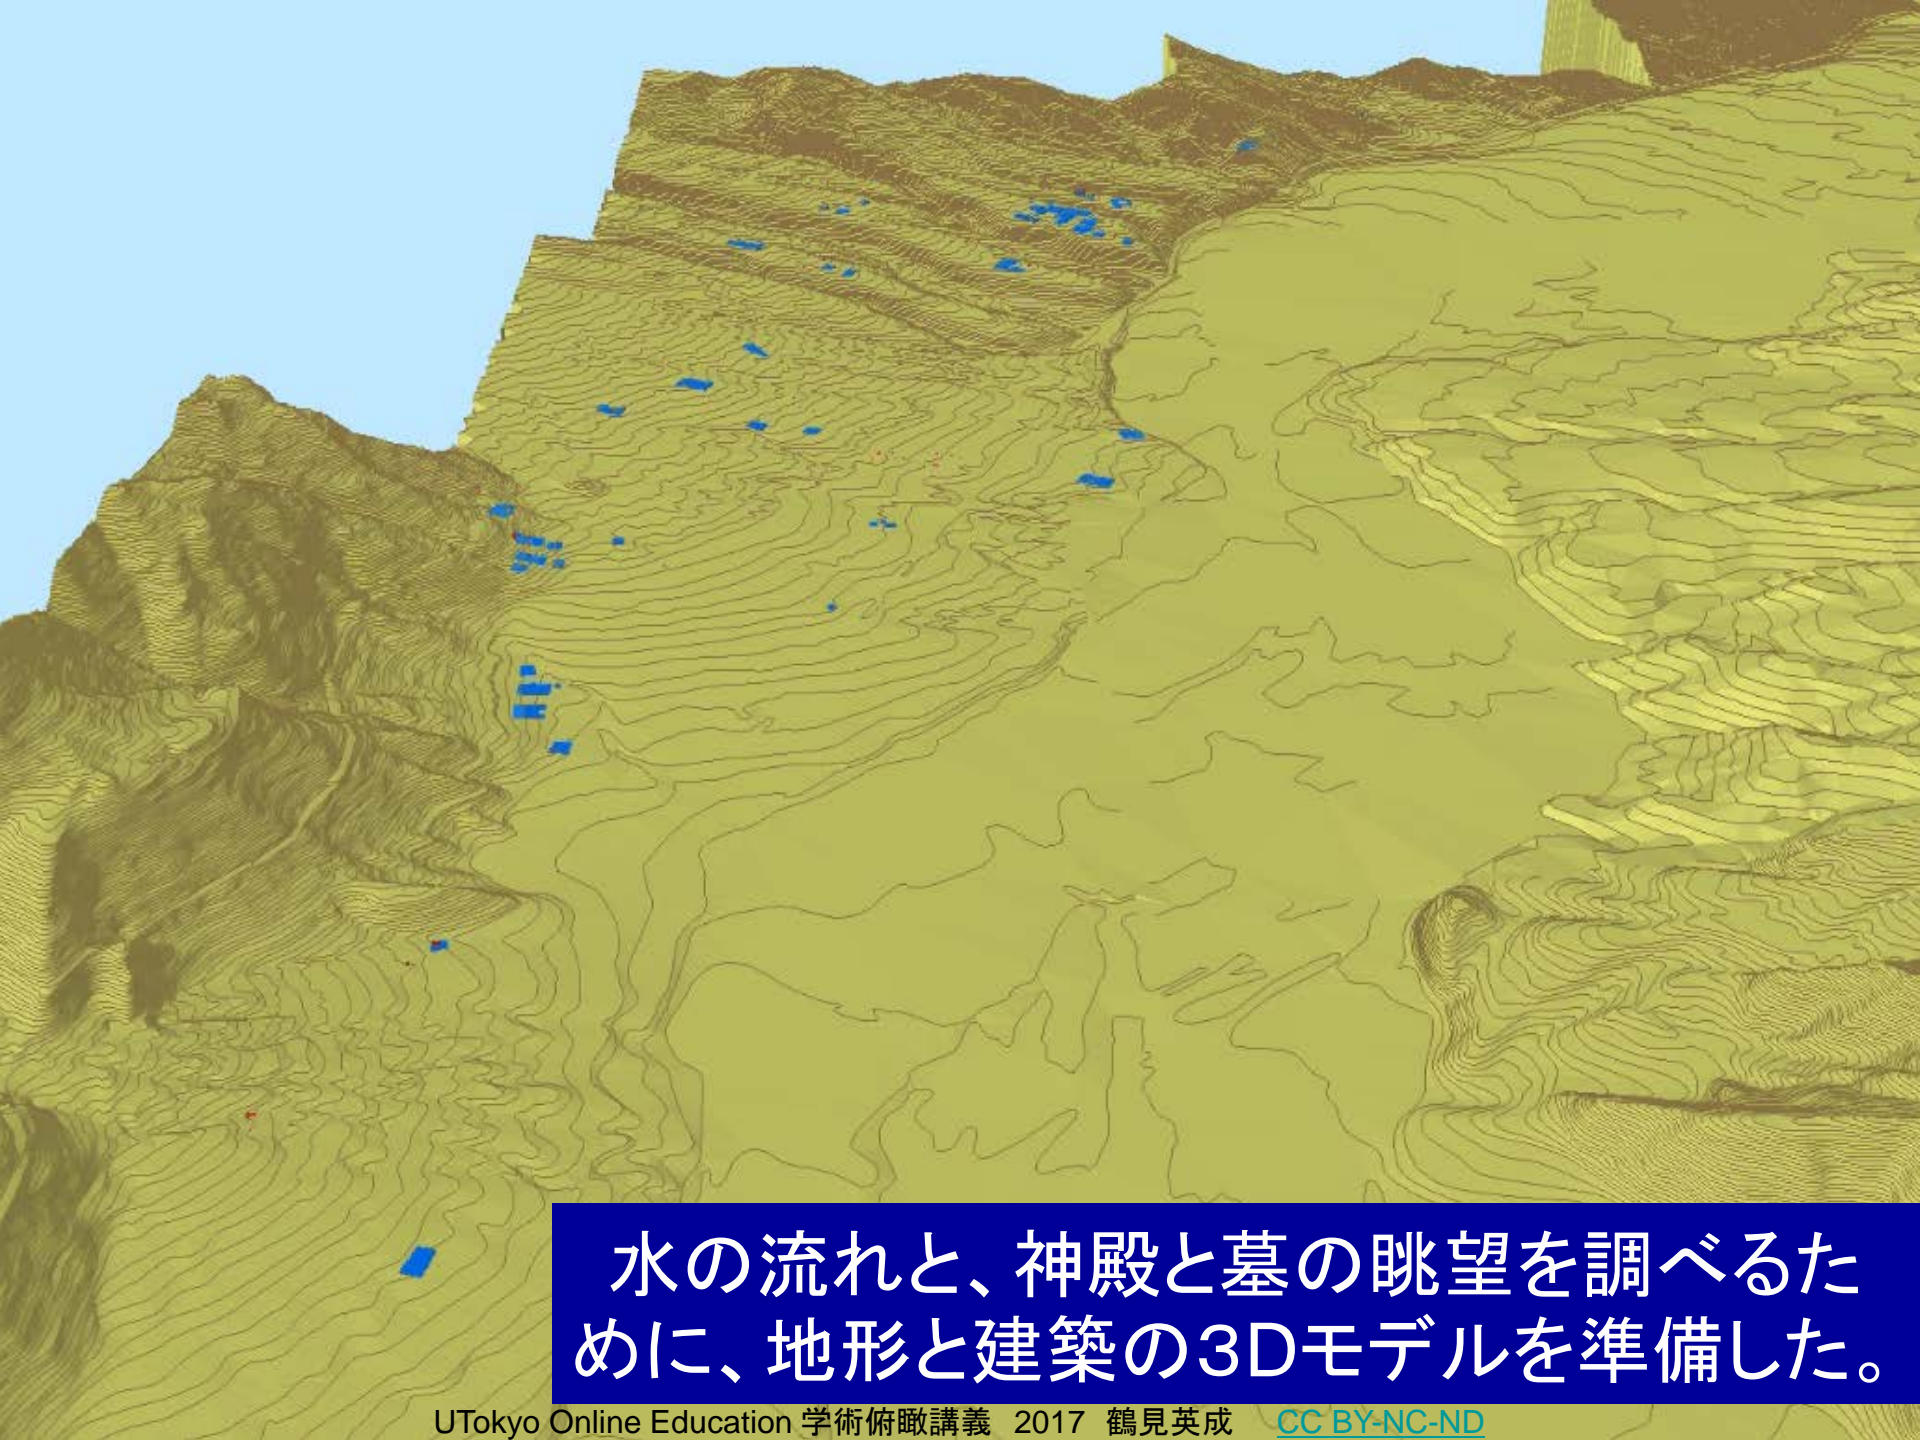 水の流れと、神殿と墓の眺望を調べるた
めに、地形と建築の３Ｄモデルを準備した。
UTokyo Online Education 学術俯瞰講義 2017 鶴見英成 CC BY-NC-ND